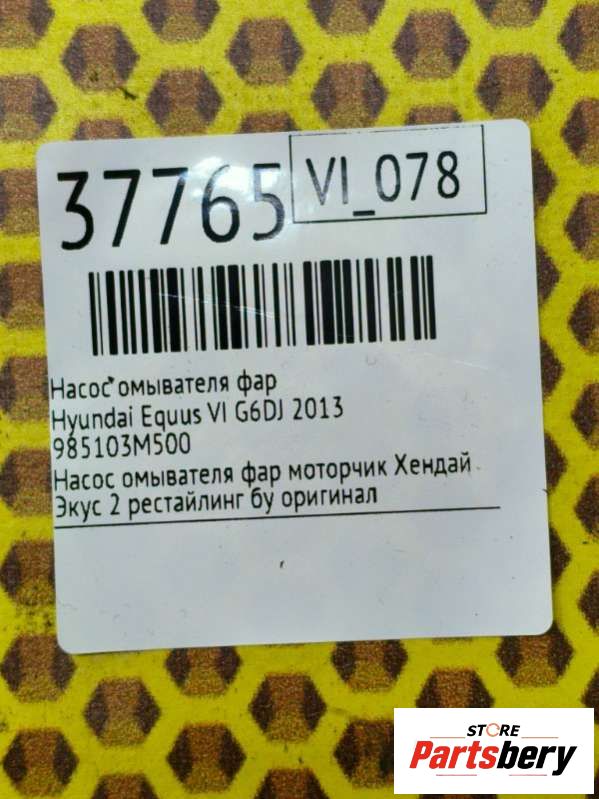 37765
VI_078
Насос омывателя фар
Hyundai Equus VI G6DJ 2013
985103M500
Насос омывателя фар моторчик Хендай
Экус 2 рестайлинг бу оригинал
STORE
Partsbery